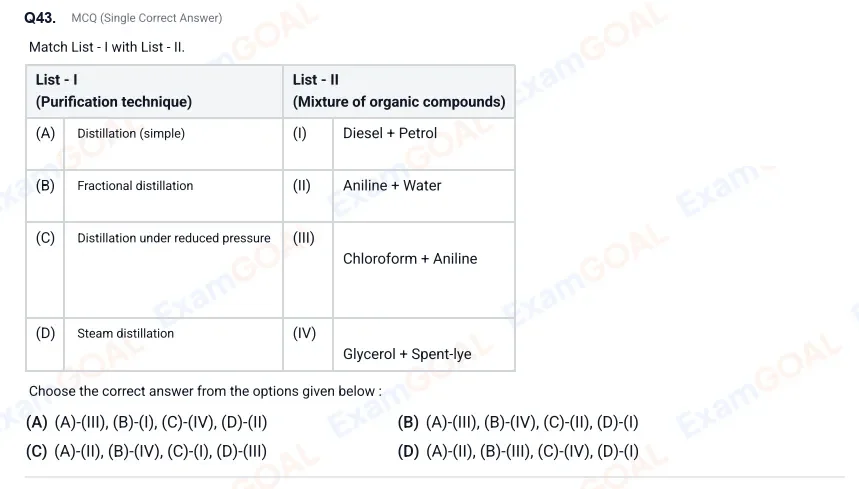 Q43. MCQ (Single Correct Answer)
Match List - I with List - II.
List - I
(Purification technique)
List - II
(Mixture of organic compounds)
(A) Distillation (simple) (I) Diesel + Petrol
(B) Fractional distillation (II) Aniline + Water
(C) Distillation under reduced pressure (III) Chloroform + Aniline
(D) Steam distillation (IV) Glycerol + Spent-lye
Choose the correct answer from the options given below :
(A) (A)-(III), (B)-(I), (C)-(IV), (D)-(II)
(B) (A)-(III), (B)-(IV), (C)-(II), (D)-(I)
(C) (A)-(II), (B)-(IV), (C)-(I), (D)-(III)
(D) (A)-(II), (B)-(III), (C)-(IV), (D)-(I)
ExamGOAL